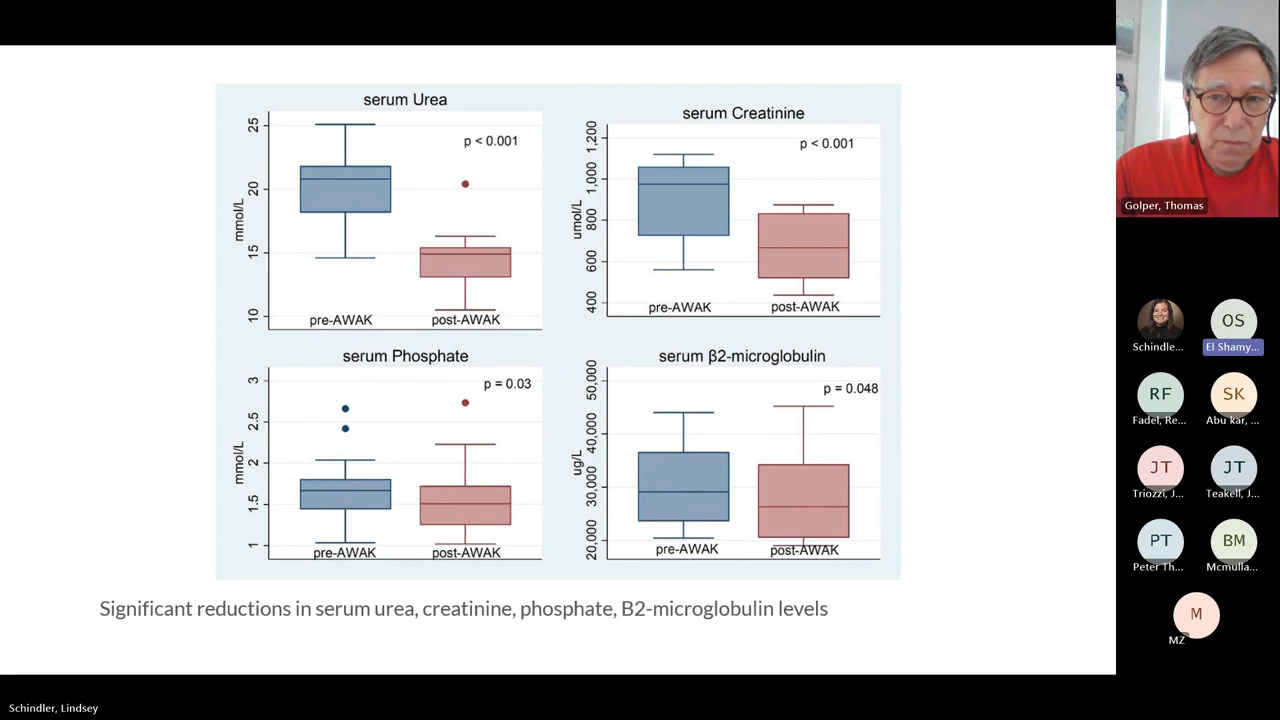 serum Urea
p < 0.001
25
20
15
10
mmol/L
pre-AWAK
post-AWAK
serum Creatinine
p < 0.001
1,200
1,000
800
600
400
umol/L
pre-AWAK
post-AWAK
serum Phosphate
p = 0.03
3
2.5
2
1.5
1
mmol/L
pre-AWAK
post-AWAK
serum β2-microglobulin
p = 0.048
50,000
40,000
30,000
20,000
ug/L
pre-AWAK
post-AWAK
Significant reductions in serum urea, creatinine, phosphate, B2-microglobulin levels
Golper, Thomas
Schindle...
OS
El Shamy...
RF
Fadel, Re...
SK
Abu kar, ...
JT
Triozzi, J...
JT
Teakell, J...
PT
Peter Th...
BM
Mcmulla...
M
MZ
Schindler, Lindsey